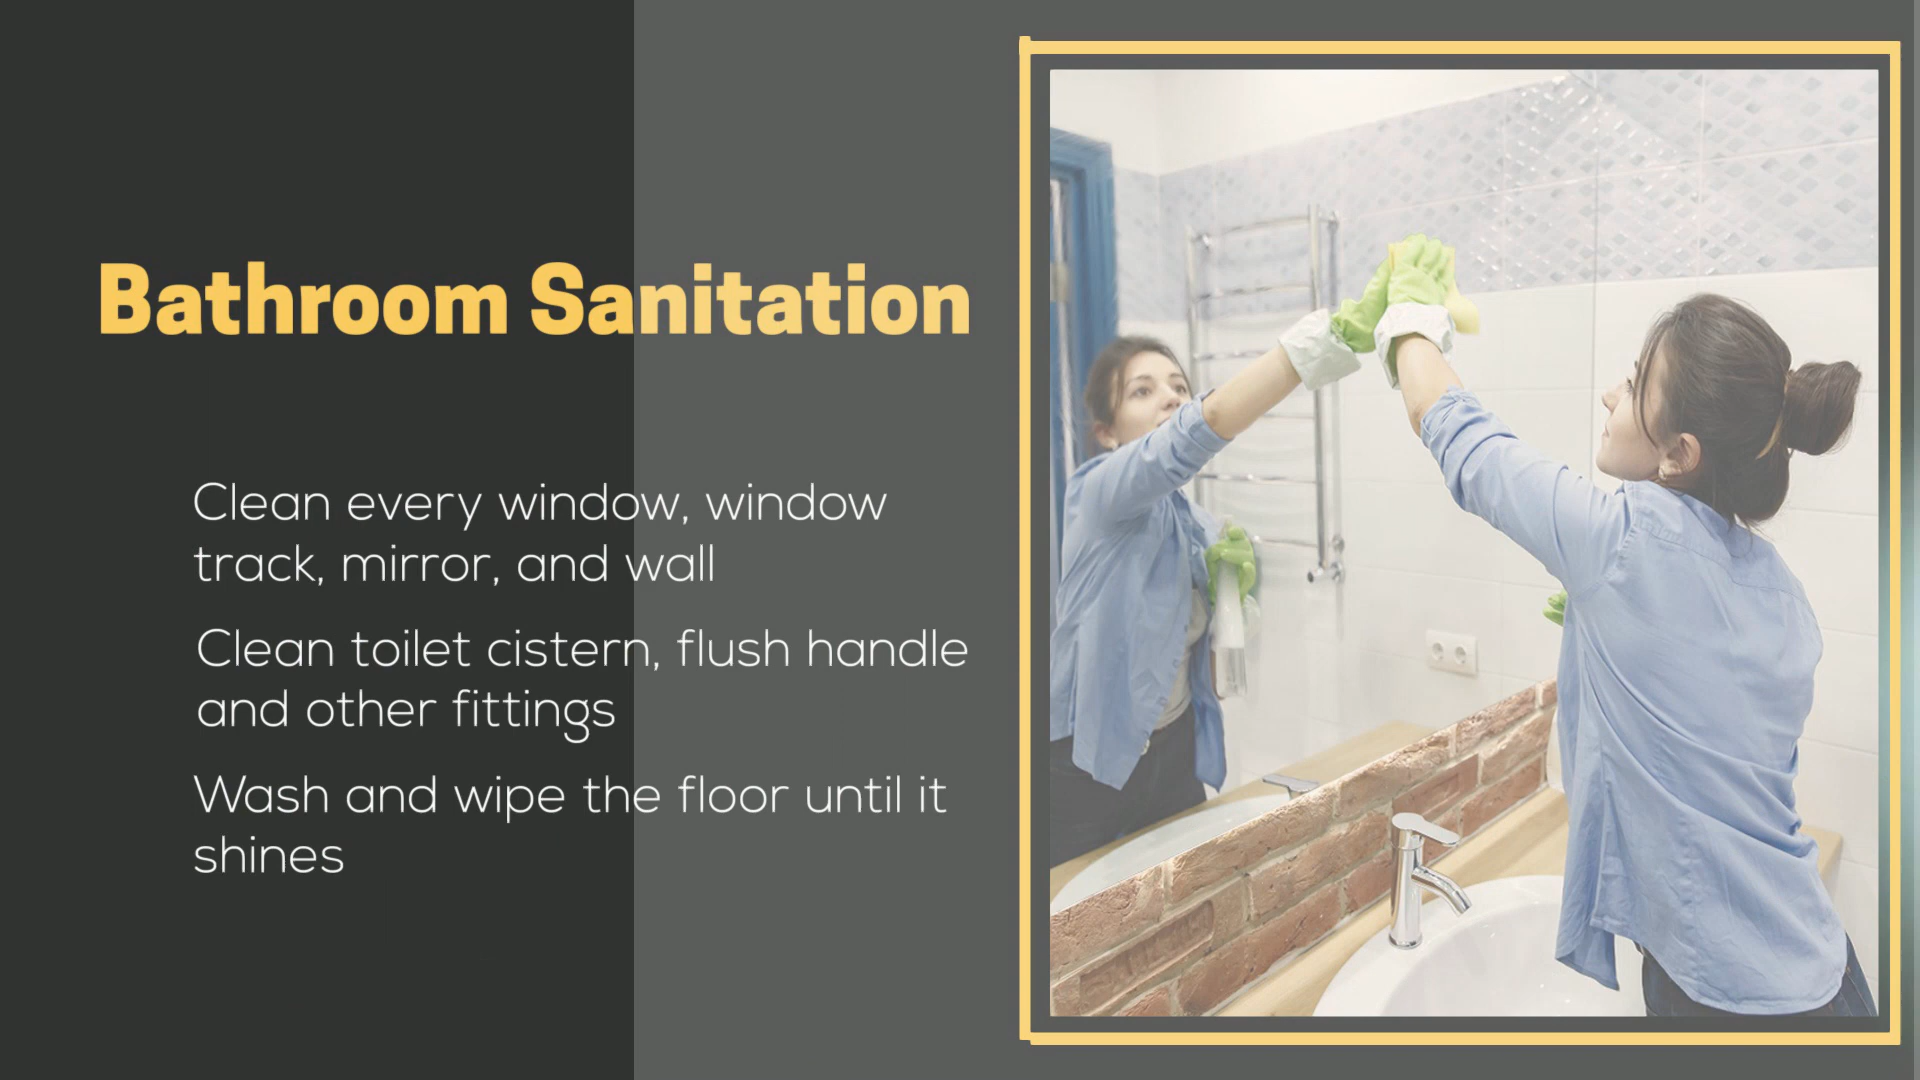 Bathroom Sanitation
Clean every window, window
track, mirror, and wall
Clean toilet cistern, flush handle
and other fittings
Wash and wipe the floor until it
shines